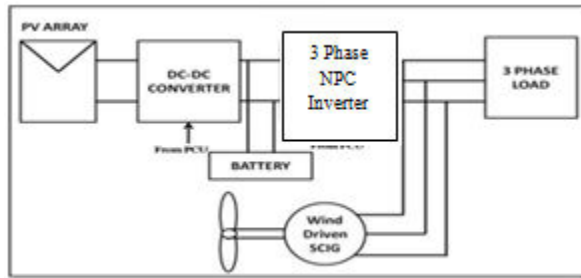 PV ARRAY
DC-DC
CONVERTER
3 Phase
NPC
Inverter
3 PHASE
LOAD
From PCU
BATTERY
Wind
Driven
SCIG